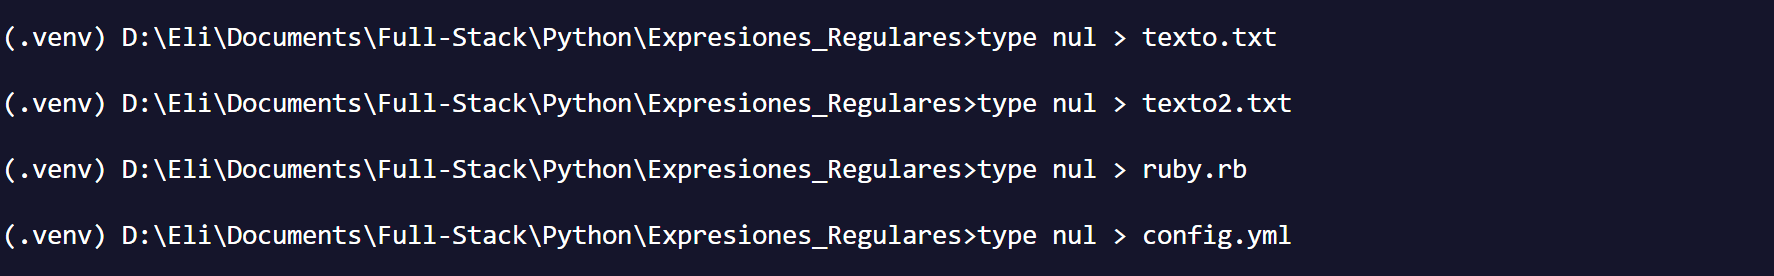 (.venv) D:\Eli\Documents\Full-Stack\Python\Expresiones_Regulares>type nul > texto.txt
(.venv) D:\Eli\Documents\Full-Stack\Python\Expresiones_Regulares>type nul > texto2.txt
(.venv) D:\Eli\Documents\Full-Stack\Python\Expresiones_Regulares>type nul > ruby.rb
(.venv) D:\Eli\Documents\Full-Stack\Python\Expresiones_Regulares>type nul > config.yml